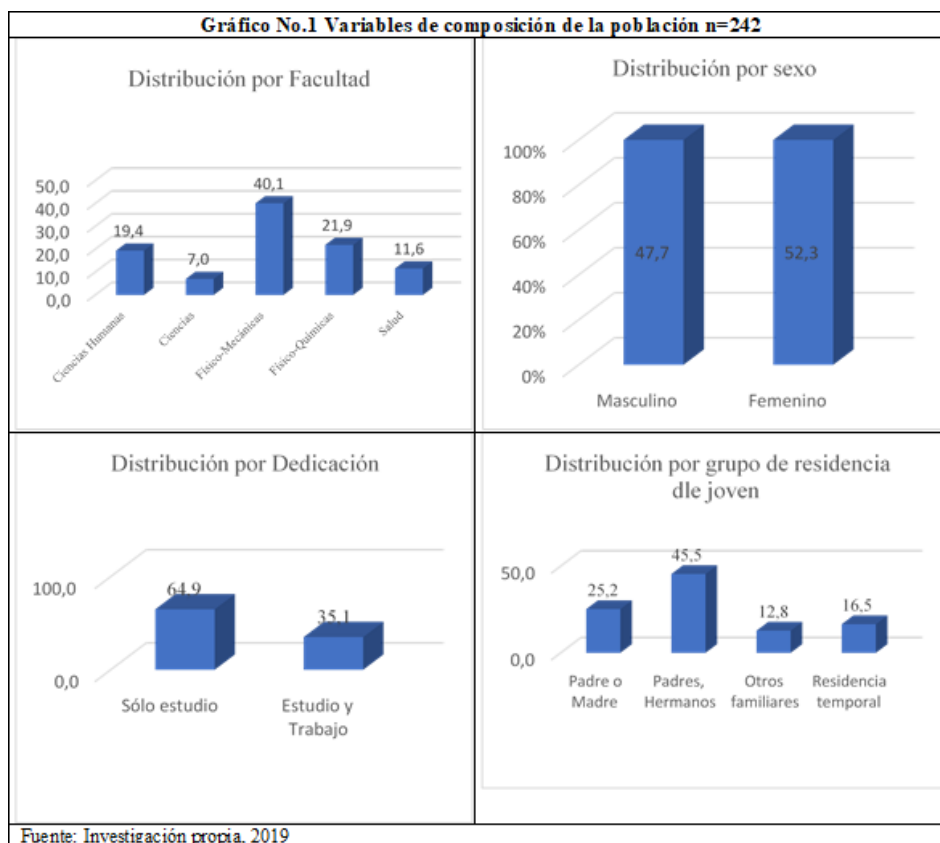 Gráfico No.1 Variables de composición de la población n=242
Distribución por Facultad
50,0
40,0
30,0
20,0
10,0
0,0
19,4
7,0
40,1
21,9
11,6
Ciencias Humanas
Ciencias
Físico-Mecánicas
Físico-Químicas
Salud
Distribución por sexo
100%
80%
60%
40%
20%
0%
47,7
52,3
Masculino
Femenino
Distribución por Dedicación
100,0
0,0
64,9
35,1
Sólo estudio
Estudio y
Trabajo
Distribución por grupo de residencia
dle joven
50,0
0,0
25,2
45,5
12,8
16,5
Padre o
Madre
Padres,
Hermanos
Otros
familiares
Residencia
temporal
Fuente: Investigación propia, 2019